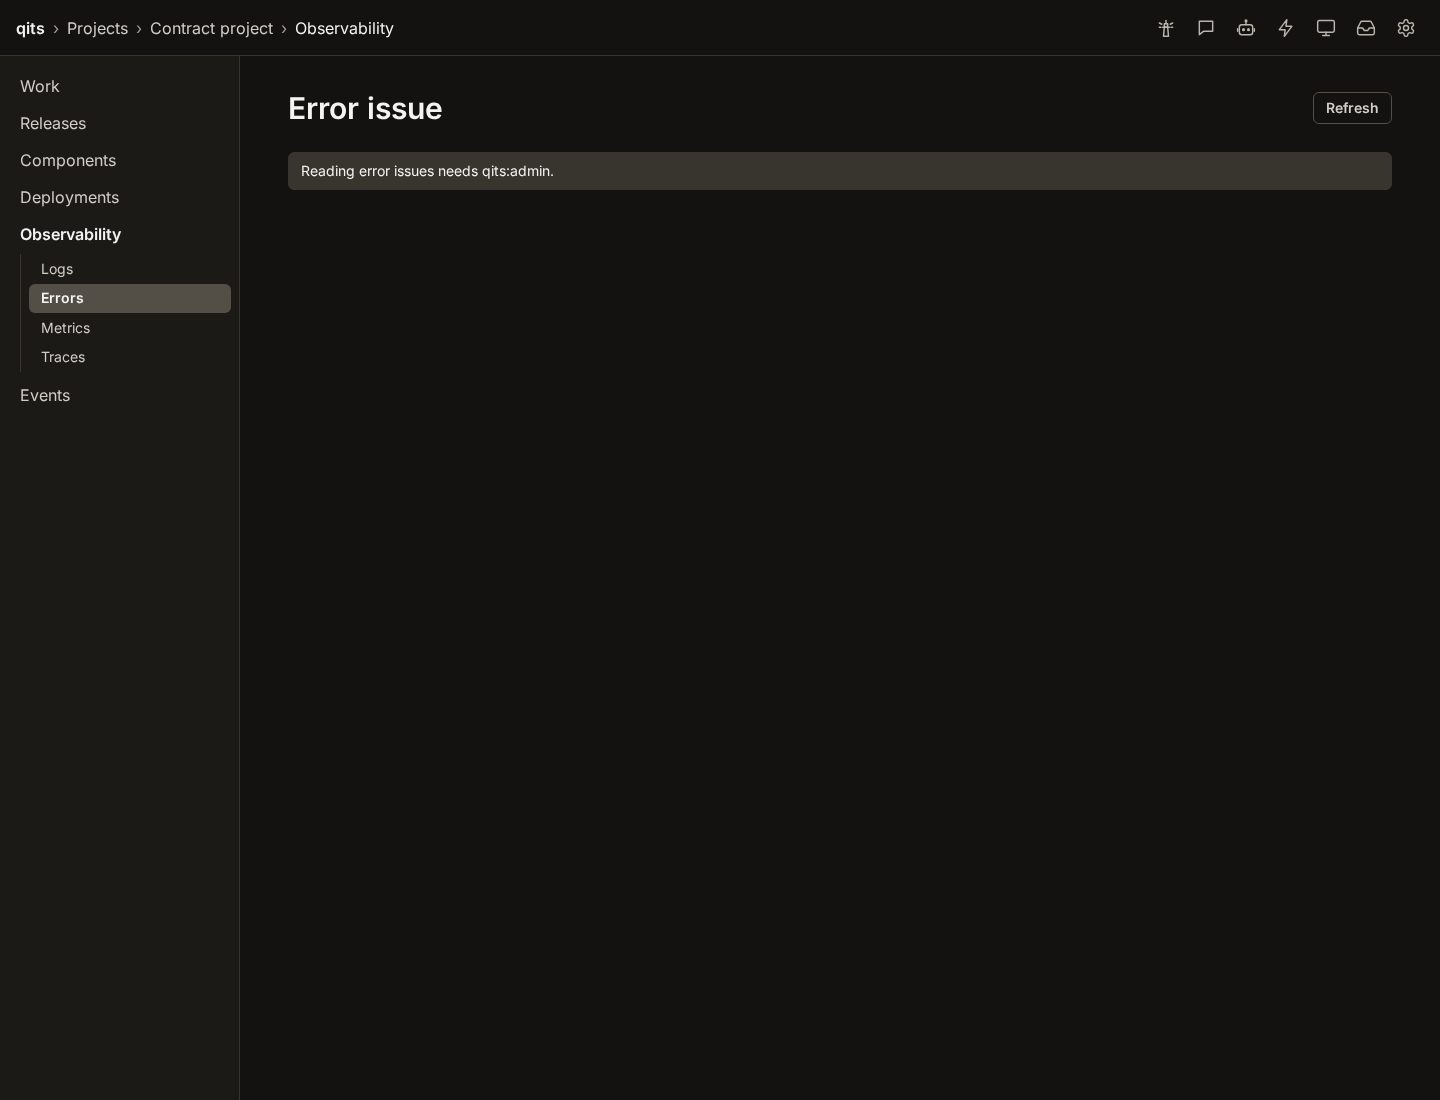 qits › Projects › Contract project › Observability
Work
Releases
Components
Deployments
Observability
Logs
Errors
Metrics
Traces
Events
Error issue
Refresh
Reading error issues needs qits:admin.